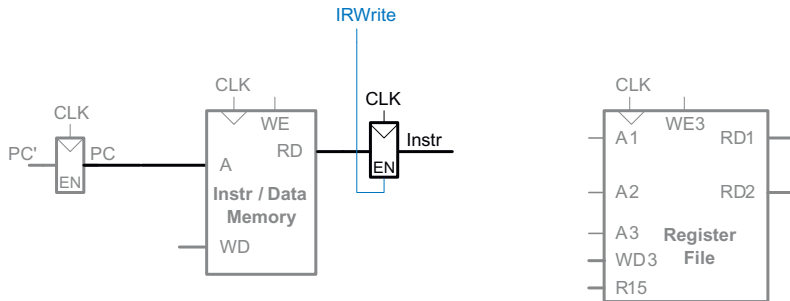 IRWrite
CLK
PC'
EN
PC
CLK
WE
A
RD
Instr / Data
Memory
WD
CLK
EN
Instr
CLK
WE3
A1
RD1
A2
RD2
A3
Register
File
WD3
R15